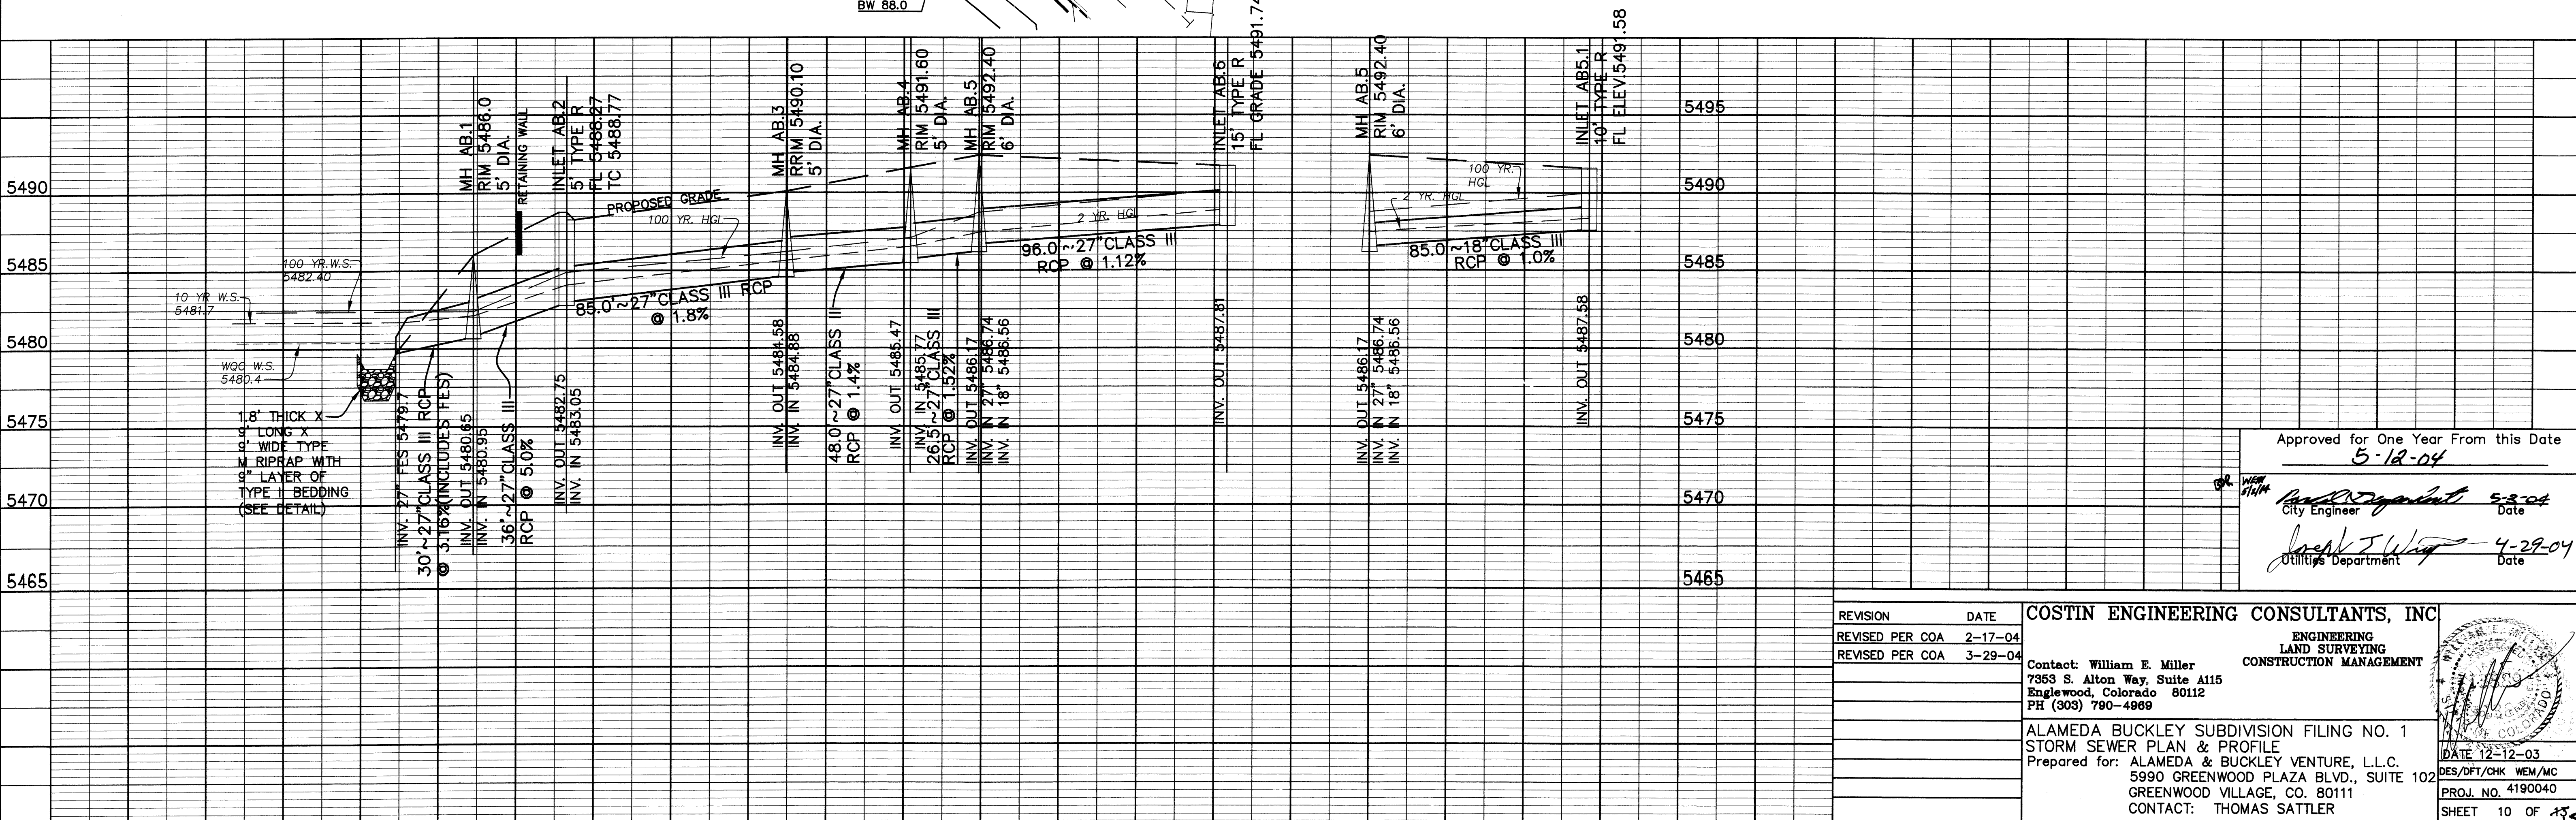 BW 88.0
5490
5485
5480
5475
5470
5465
10 YR W.S.
5481.7
100 YR.W.S.
5482.40
WQC W.S.
5480.4
1.8' THICK X
9' LONG X
9' WIDE TYPE
M RIPRAP WITH
9" LAYER OF
TYPE II BEDDING
(SEE DETAIL)
INV. 27" FES 5479.7
30'~27"CLASS III RCP
@ 3.16%(INCLUDES FES)
INV. OUT 5480.65
INV. IN 5480.95
36'~27"CLASS III
RCP @ 5.0%
INV. OUT 5482.75
INV. IN 5483.05
MH AB.1
RIM 5486.0
5' DIA.
RETAINING WALL
INLET AB.2
5' TYPE R
FL 5488.27
TC 5488.77
PROPOSED GRADE
100 YR. HGL
85.0'~27"CLASS III RCP
@ 1.8%
MH AB.3
RRIM 5490.10
5' DIA.
INV. OUT 5484.58
INV. IN 5484.88
48.0'~27"CLASS III
RCP @ 1.4%
MH AB.4
RIM 5491.60
5' DIA.
INV. OUT 5485.47
INV. IN 5485.77
26.5'~27"CLASS III
RCP @ 1.52%
MH AB.5
RIM 5492.40
6' DIA.
INV. OUT 5486.17
INV. IN 27" 5486.74
INV. IN 18" 5486.56
2 YR. HGL
96.0'~27"CLASS III
RCP @ 1.12%
INLET AB.6
15' TYPE R
FL GRADE 5491.74
INV. OUT 5487.81
MH AB.5
RIM 5492.40
6' DIA.
INV. OUT 5486.17
INV. IN 27" 5486.74
INV. IN 18" 5486.56
2 YR. HGL
100 YR.
HGL
85.0~18"CLASS III
RCP @ 1.0%
INLET AB5.1
10' TYPE R
FL ELEV.5491.58
INV. OUT 5487.58
5495
5490
5485
5480
5475
5470
5465
Approved for One Year From this Date
5-12-04
5-3-04
City Engineer Date
Joseph J Wright 4-29-04
Utilities Department Date
REVISION DATE
REVISED PER COA 2-17-04
REVISED PER COA 3-29-04
COSTIN ENGINEERING CONSULTANTS, INC.
ENGINEERING
LAND SURVEYING
CONSTRUCTION MANAGEMENT
Contact: William E. Miller
7353 S. Alton Way, Suite A115
Englewood, Colorado 80112
PH (303) 790-4969
ALAMEDA BUCKLEY SUBDIVISION FILING NO. 1
STORM SEWER PLAN & PROFILE
Prepared for: ALAMEDA & BUCKLEY VENTURE, L.L.C.
5990 GREENWOOD PLAZA BLVD., SUITE 102
GREENWOOD VILLAGE, CO. 80111
CONTACT: THOMAS SATTLER
DATE 12-12-03
DES/DFT/CHK WEM/MC
PROJ. NO. 4190040
SHEET 10 OF